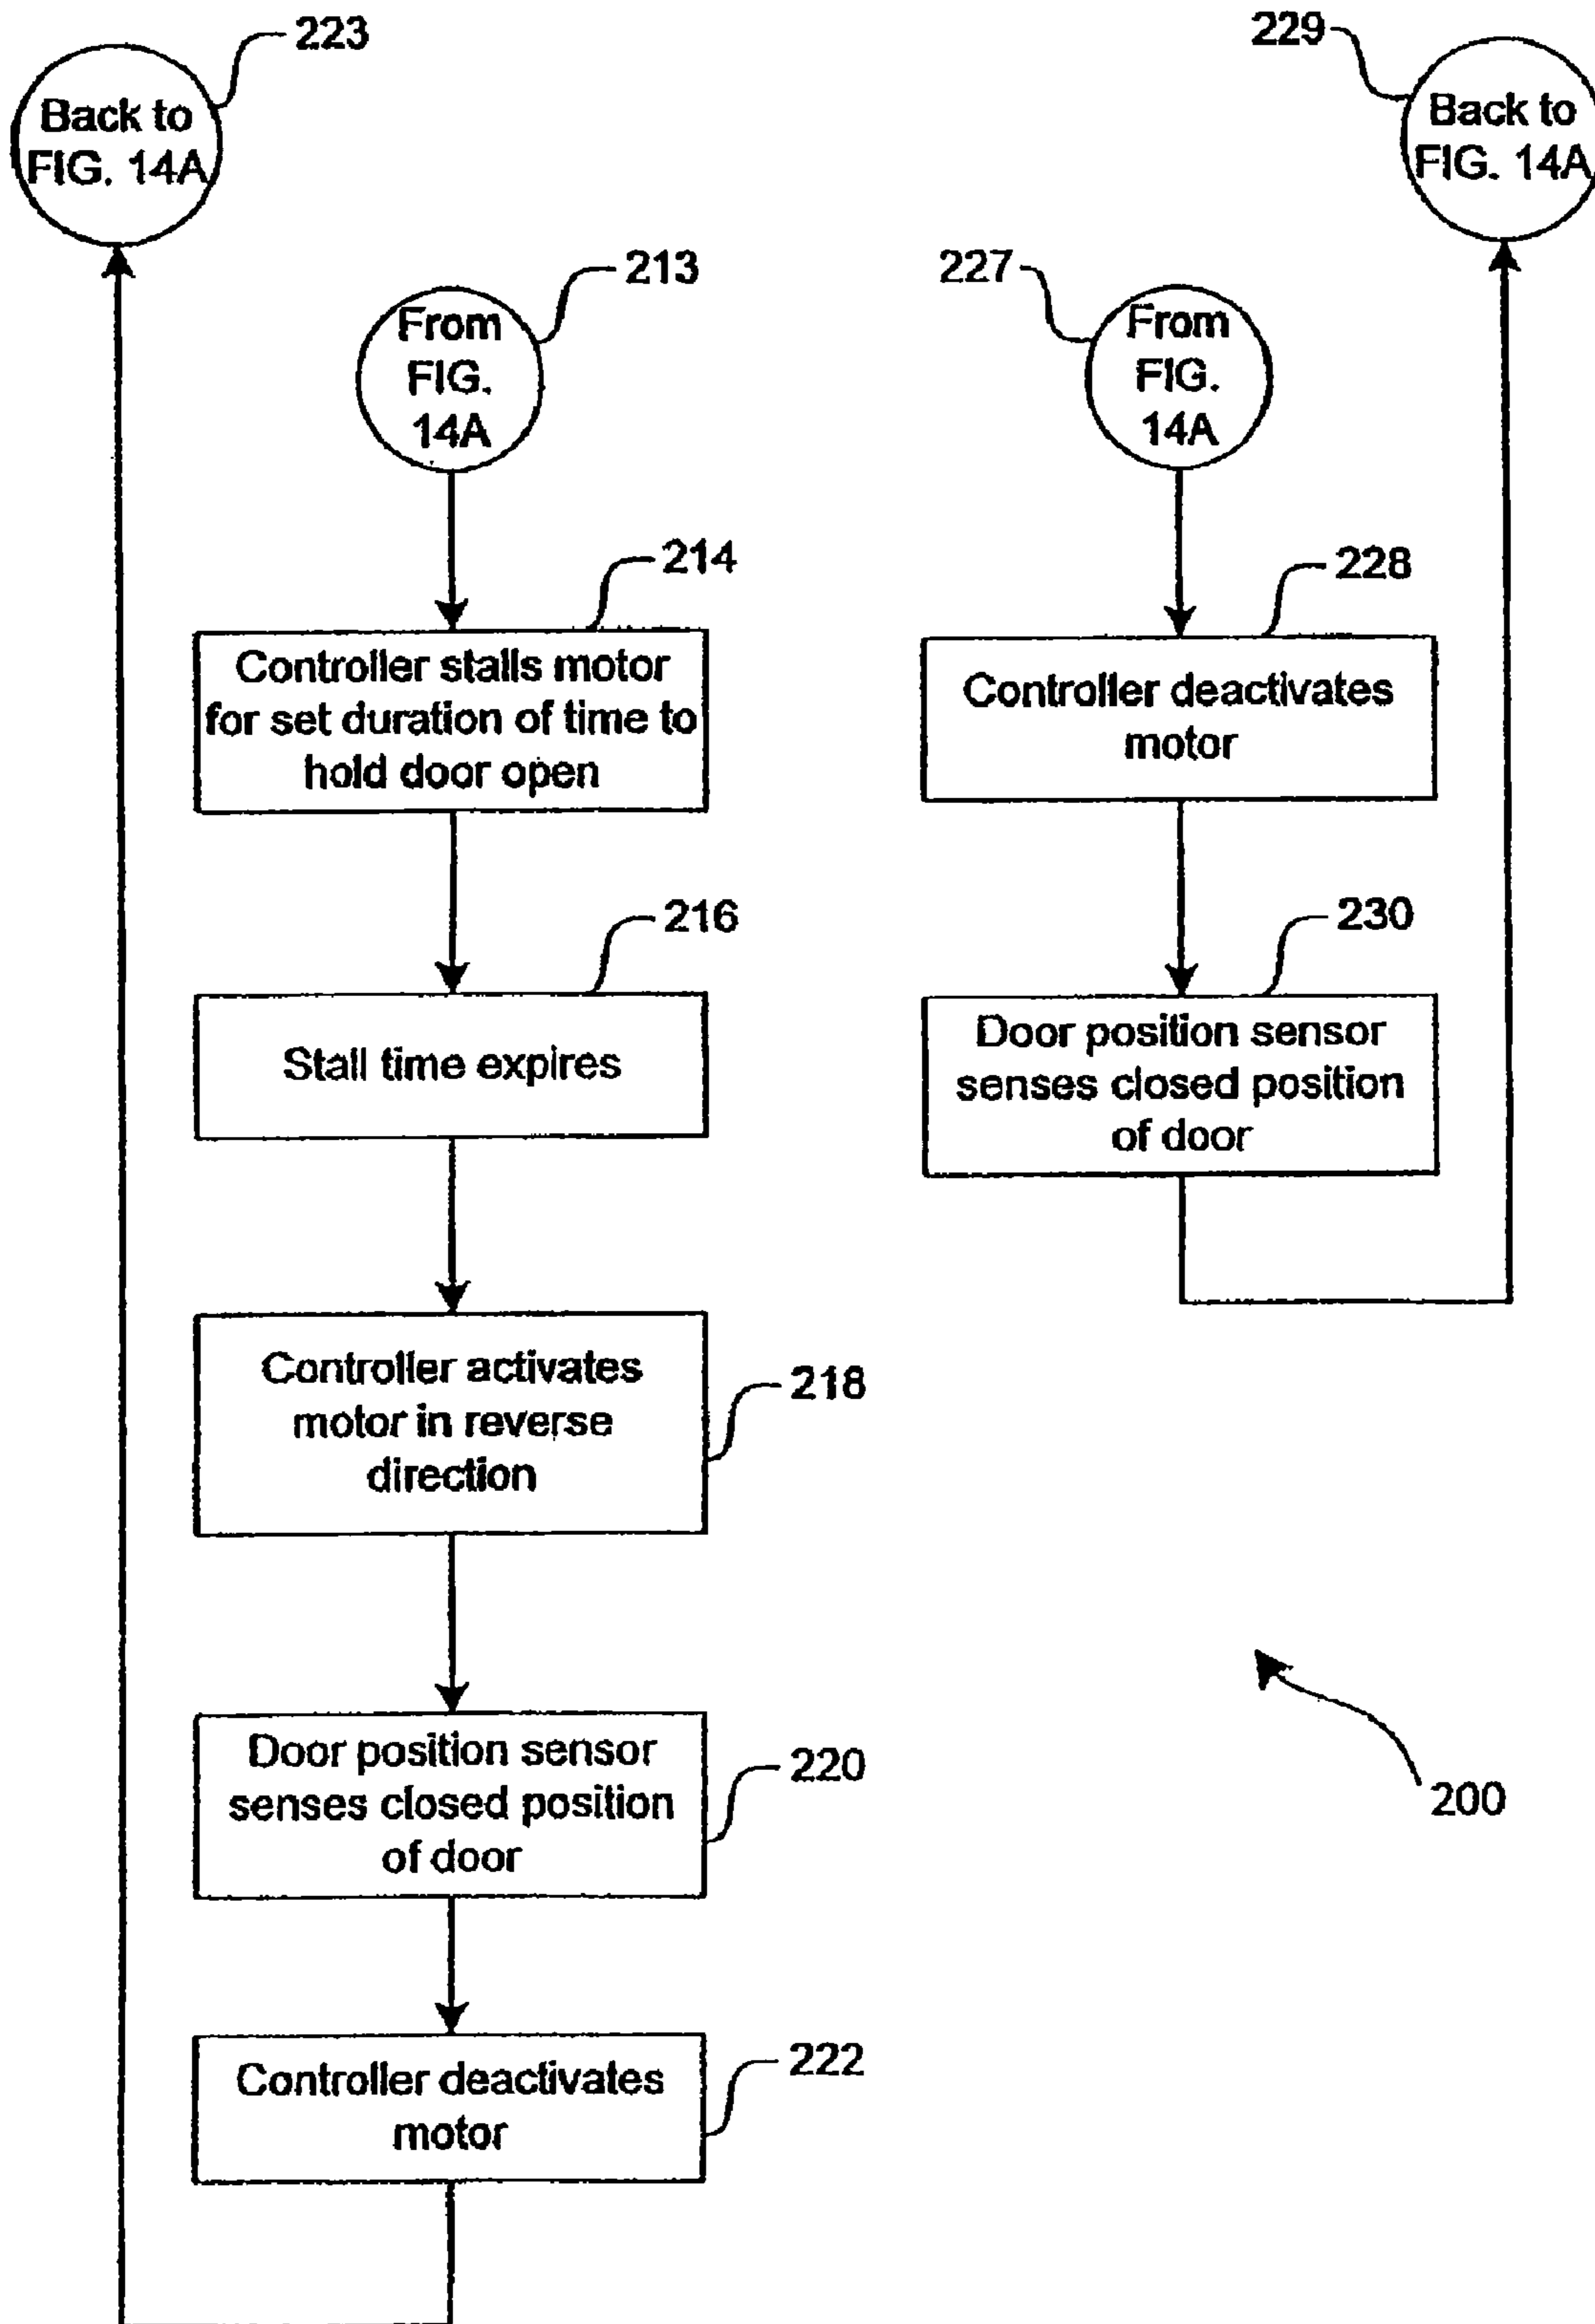 223
Back to
FIG. 14A
229
Back to
FIG. 14A
213
From
FIG.
14A
227
From
FIG.
14A
214
Controller stalls motor
for set duration of time to
hold door open
228
Controller deactivates
motor
216
Stall time expires
230
Door position sensor
senses closed position
of door
218
Controller activates
motor in reverse
direction
220
Door position sensor
senses closed position
of door
200
222
Controller deactivates
motor